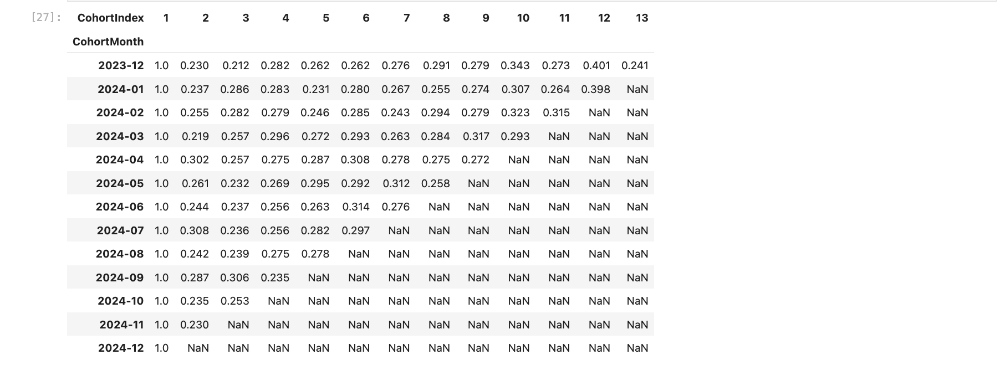 [27]: CohortIndex 1 2 3 4 5 6 7 8 9 10 11 12 13
CohortMonth
2023-12 1.0 0.230 0.212 0.282 0.262 0.262 0.276 0.291 0.279 0.343 0.273 0.401 0.241
2024-01 1.0 0.237 0.286 0.283 0.231 0.280 0.267 0.255 0.274 0.307 0.264 0.398 NaN
2024-02 1.0 0.255 0.282 0.279 0.246 0.285 0.243 0.294 0.279 0.323 0.315 NaN NaN
2024-03 1.0 0.219 0.257 0.296 0.272 0.293 0.263 0.284 0.317 0.293 NaN NaN NaN
2024-04 1.0 0.302 0.257 0.275 0.287 0.308 0.278 0.275 0.272 NaN NaN NaN NaN
2024-05 1.0 0.261 0.232 0.269 0.295 0.292 0.312 0.258 NaN NaN NaN NaN NaN
2024-06 1.0 0.244 0.237 0.256 0.263 0.314 0.276 NaN NaN NaN NaN NaN NaN
2024-07 1.0 0.308 0.236 0.256 0.282 0.297 NaN NaN NaN NaN NaN NaN NaN
2024-08 1.0 0.242 0.239 0.275 0.278 NaN NaN NaN NaN NaN NaN NaN NaN
2024-09 1.0 0.287 0.306 0.235 NaN NaN NaN NaN NaN NaN NaN NaN NaN
2024-10 1.0 0.235 0.253 NaN NaN NaN NaN NaN NaN NaN NaN NaN NaN
2024-11 1.0 0.230 NaN NaN NaN NaN NaN NaN NaN NaN NaN NaN NaN
2024-12 1.0 NaN NaN NaN NaN NaN NaN NaN NaN NaN NaN NaN NaN